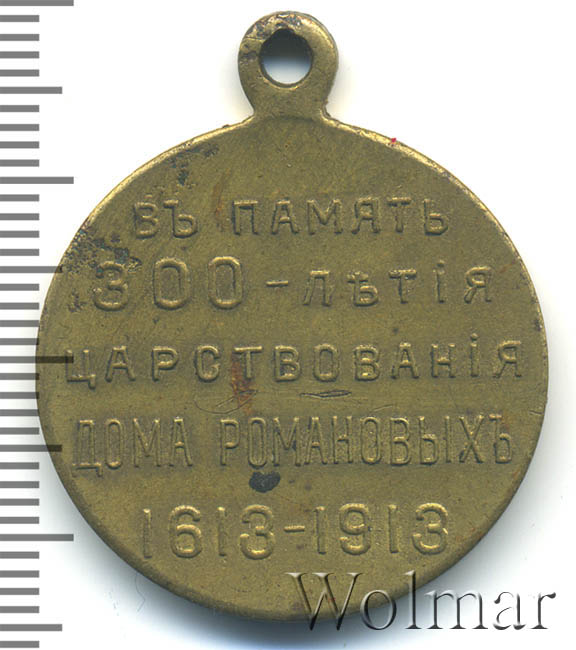 ВЪ ПАМЯТЬ
300-ЛѢТІЯ
ЦАРСТВОВАНІЯ
ДОМА РОМАНОВЫХЪ
1613-1913
Wolmar